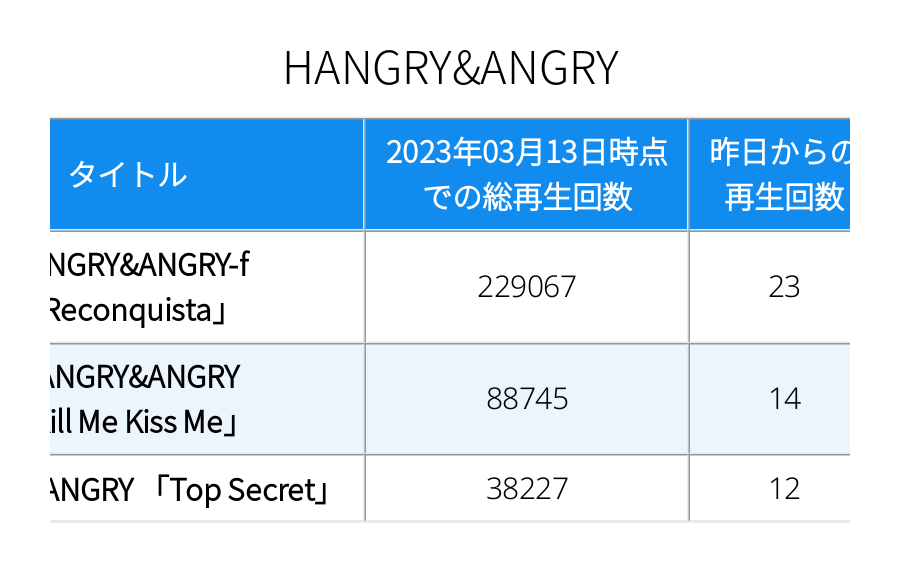 HANGRY&ANGRY
タイトル
2023年03月13日時点
での総再生回数
昨日からの
再生回数
NGRY&ANGRY-f
Reconquista」
229067
23
ANGRY&ANGRY
ill Me Kiss Me」
88745
14
ANGRY 「Top Secret」
38227
12